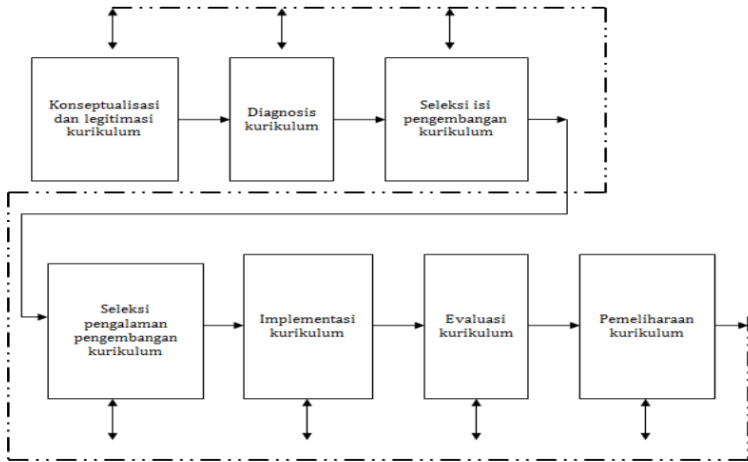 Konseptualisasi
dan legitimasi
kurikulum
Diagnosis
kurikulum
Seleksi isi
pengembangan
kurikulum
Seleksi
pengalaman
pengembangan
kurikulum
Implementasi
kurikulum
Evaluasi
kurikulum
Pemeliharaan
kurikulum